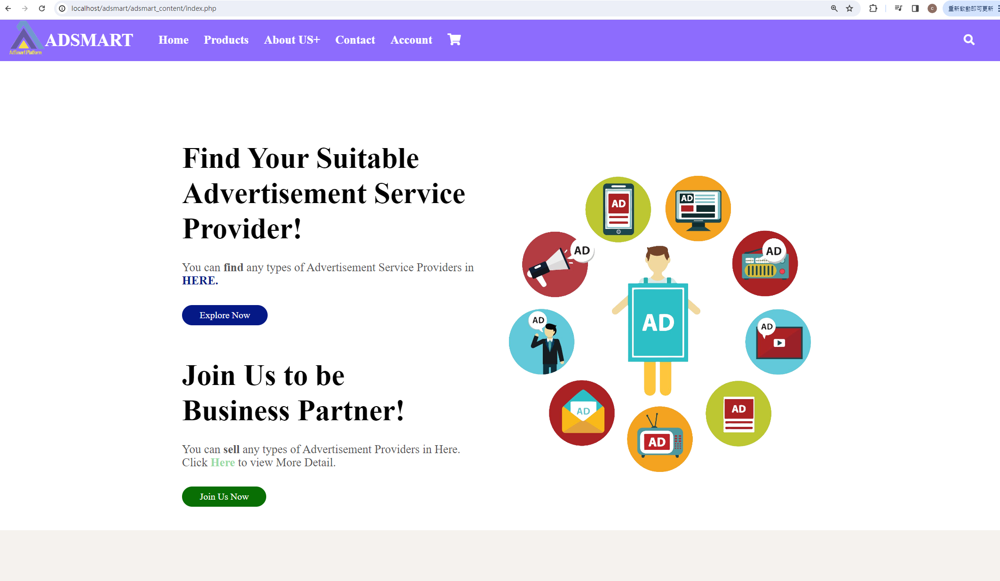 localhost/adsmart/adsmart_content/index.php
C
重新啟動即可更新
AdSmart Platform
ADSMART
Home
Products
About US+
Contact
Account
Find Your Suitable
Advertisement Service
Provider!
You can find any types of Advertisement Service Providers in
HERE.
Explore Now
Join Us to be
Business Partner!
You can sell any types of Advertisement Providers in Here.
Click Here to view More Detail.
Join Us Now
AD
AD
AD
AD
AD
AD
AD
AD
AD
AD